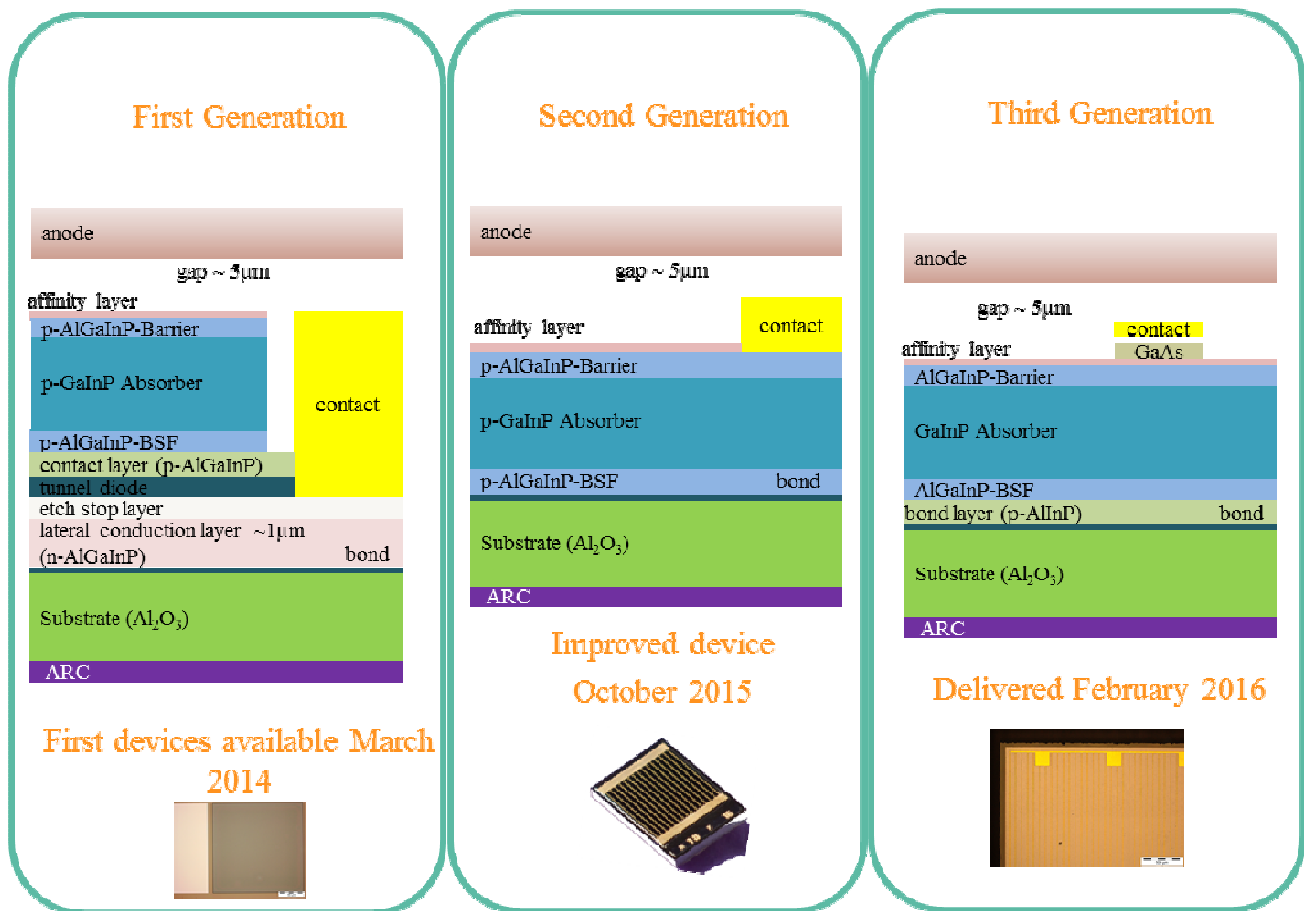 First Generation
anode
gap ~ 5μm
affinity layer
p-AlGaInP-Barrier
p-GaInP Absorber
contact
p-AlGaInP-BSF
contact layer (p-AlGaInP)
tunnel diode
etch stop layer
lateral conduction layer ~1μm
(n-AlGaInP)
bond
Substrate (Al₂O₃)
ARC
First devices available March
2014
Second Generation
anode
gap ~ 5μm
contact
affinity layer
p-AlGaInP-Barrier
p-GaInP Absorber
p-AlGaInP-BSF
bond
Substrate (Al₂O₃)
ARC
Improved device
October 2015
Third Generation
anode
gap ~ 5μm
contact
GaAs
affinity layer
AlGaInP-Barrier
GaInP Absorber
AlGaInP-BSF
bond layer (p-AlInP)
bond
Substrate (Al₂O₃)
ARC
Delivered February 2016